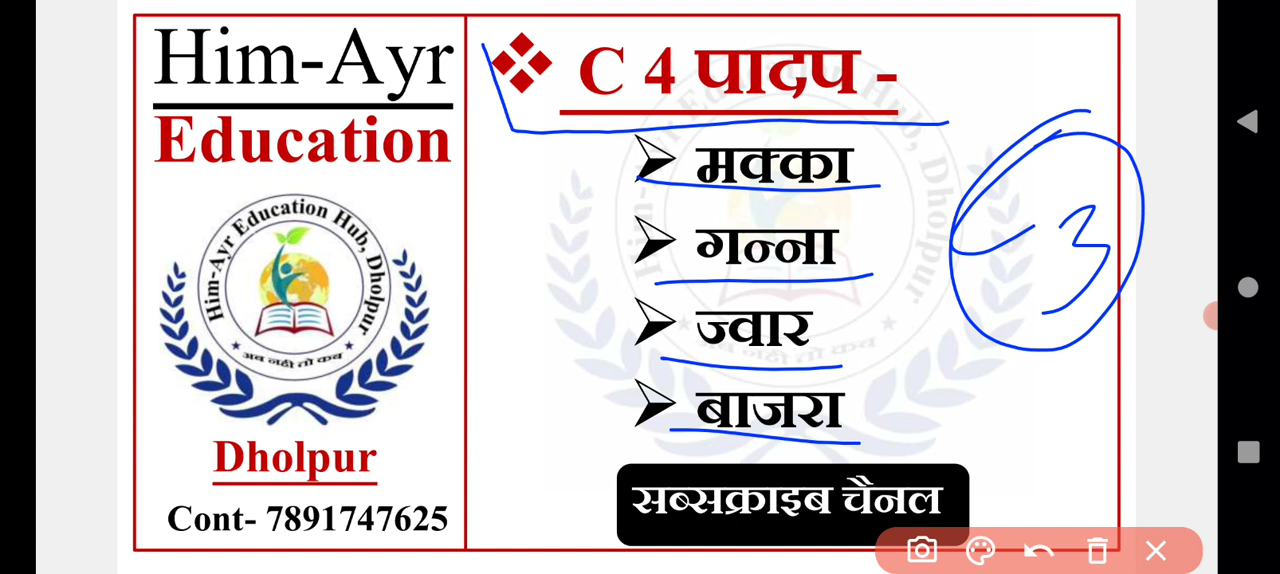 Him-Ayr
Education
Him-Ayr Education Hub, Dholpur
अब नहीं तो कब
Dholpur
Cont- 7891747625
❖ C 4 पादप -
➢ मक्का
➢ गन्ना
➢ ज्वार
➢ बाजरा
3
सब्सक्राइब चैनल